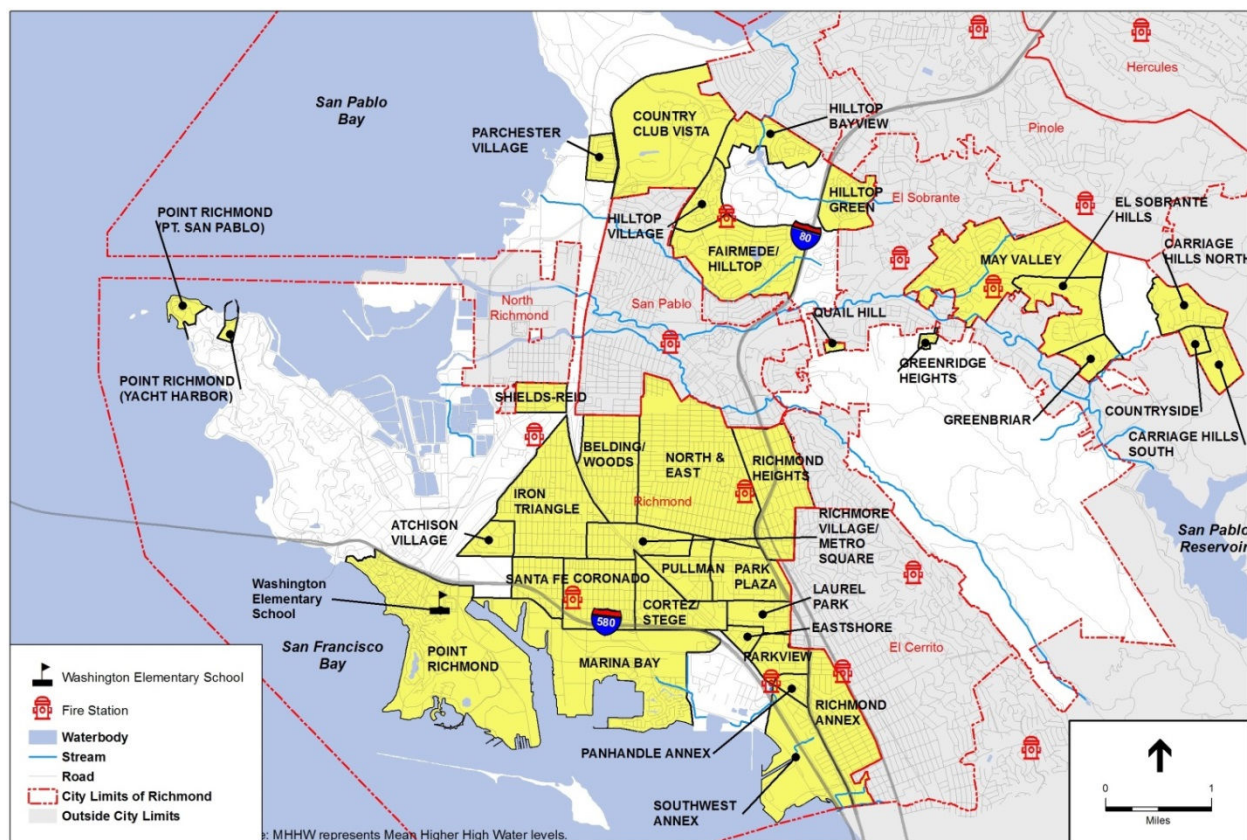 San Pablo
Bay
PARCHESTER
VILLAGE
COUNTRY
CLUB VISTA
HILLTOP
BAYVIEW
Hercules
Pinole
HILLTOP
GREEN
El Sobrante
EL SOBRANTE
HILLS
HILLTOP
VILLAGE
80
FAIRMEDE/
HILLTOP
MAY VALLEY
CARRIAGE
HILLS NORTH
POINT RICHMOND
(PT. SAN PABLO)
North
Richmond
San Pablo
QUAIL HILL
GREENRIDGE
HEIGHTS
POINT RICHMOND
(YACHT HARBOR)
SHIELDS-REID
GREENBRIAR
COUNTRYSIDE
CARRIAGE HILLS
SOUTH
BELDING/
WOODS
NORTH &
EAST
RICHMOND
HEIGHTS
IRON
TRIANGLE
Richmond
ATCHISON
VILLAGE
RICHMORE
VILLAGE/
METRO
SQUARE
San Pablo
Reservoir
PULLMAN
PARK
PLAZA
SANTA FE
CORONADO
Washington
Elementary
School
CORTEZ/
STEGE
LAUREL
PARK
580
EASTSHORE
San Francisco
Bay
POINT
RICHMOND
MARINA BAY
PARKVIEW
El Cerrito
RICHMOND
ANNEX
PANHANDLE ANNEX
SOUTHWEST
ANNEX
Washington Elementary School
Fire Station
Waterbody
Stream
Road
City Limits of Richmond
Outside City Limits
0 1
Miles
e: MHHW represents Mean Higher High Water levels.